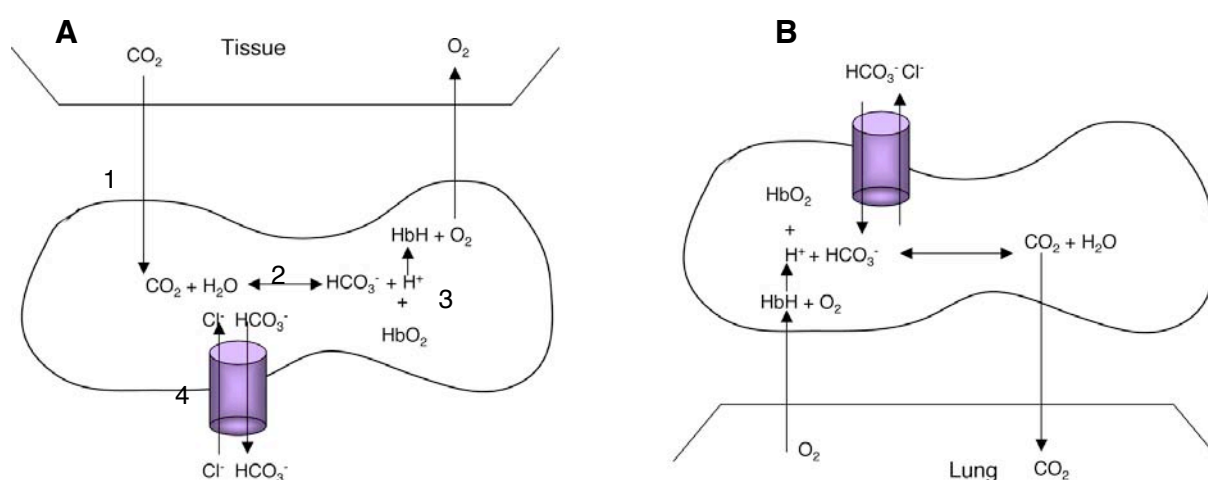 A
B
CO₂
Tissue
O₂
HCO₃⁻ Cl⁻
1
HbO₂
+
HbH + O₂
H⁺ + HCO₃⁻
CO₂ + H₂O
CO₂ + H₂O
2
HCO₃⁻ + H⁺
3
+
HbH + O₂
Cl⁻ HCO₃⁻
HbO₂
4
O₂
Cl⁻ HCO₃⁻
Lung
CO₂